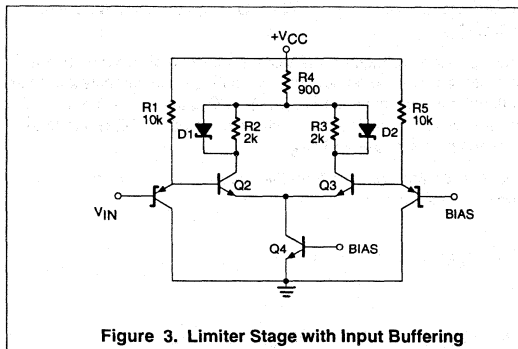 +VCC
R4
900
R1
10k
D1
R2
2k
R3
2k
D2
R5
10k
Q2
Q3
VIN
BIAS
Q4
BIAS
Figure 3. Limiter Stage with Input Buffering